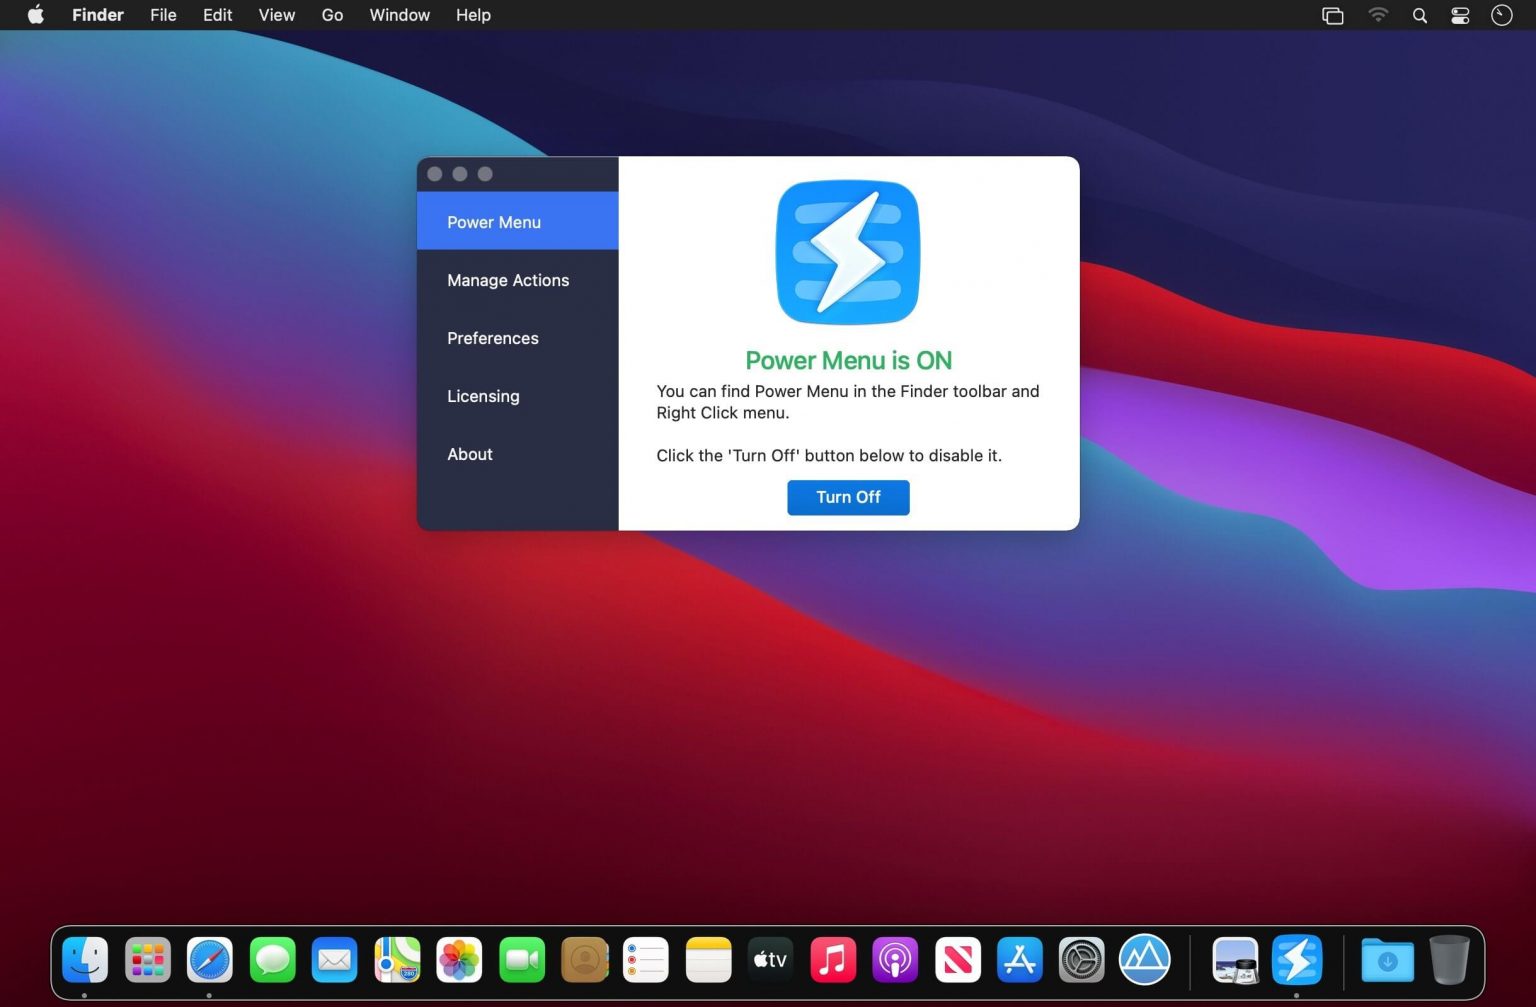 Finder File Edit View Go Window Help
Power Menu
Manage Actions
Preferences
Licensing
About
Power Menu is ON
You can find Power Menu in the Finder toolbar and
Right Click menu.
Click the 'Turn Off' button below to disable it.
Turn Off
280
tv